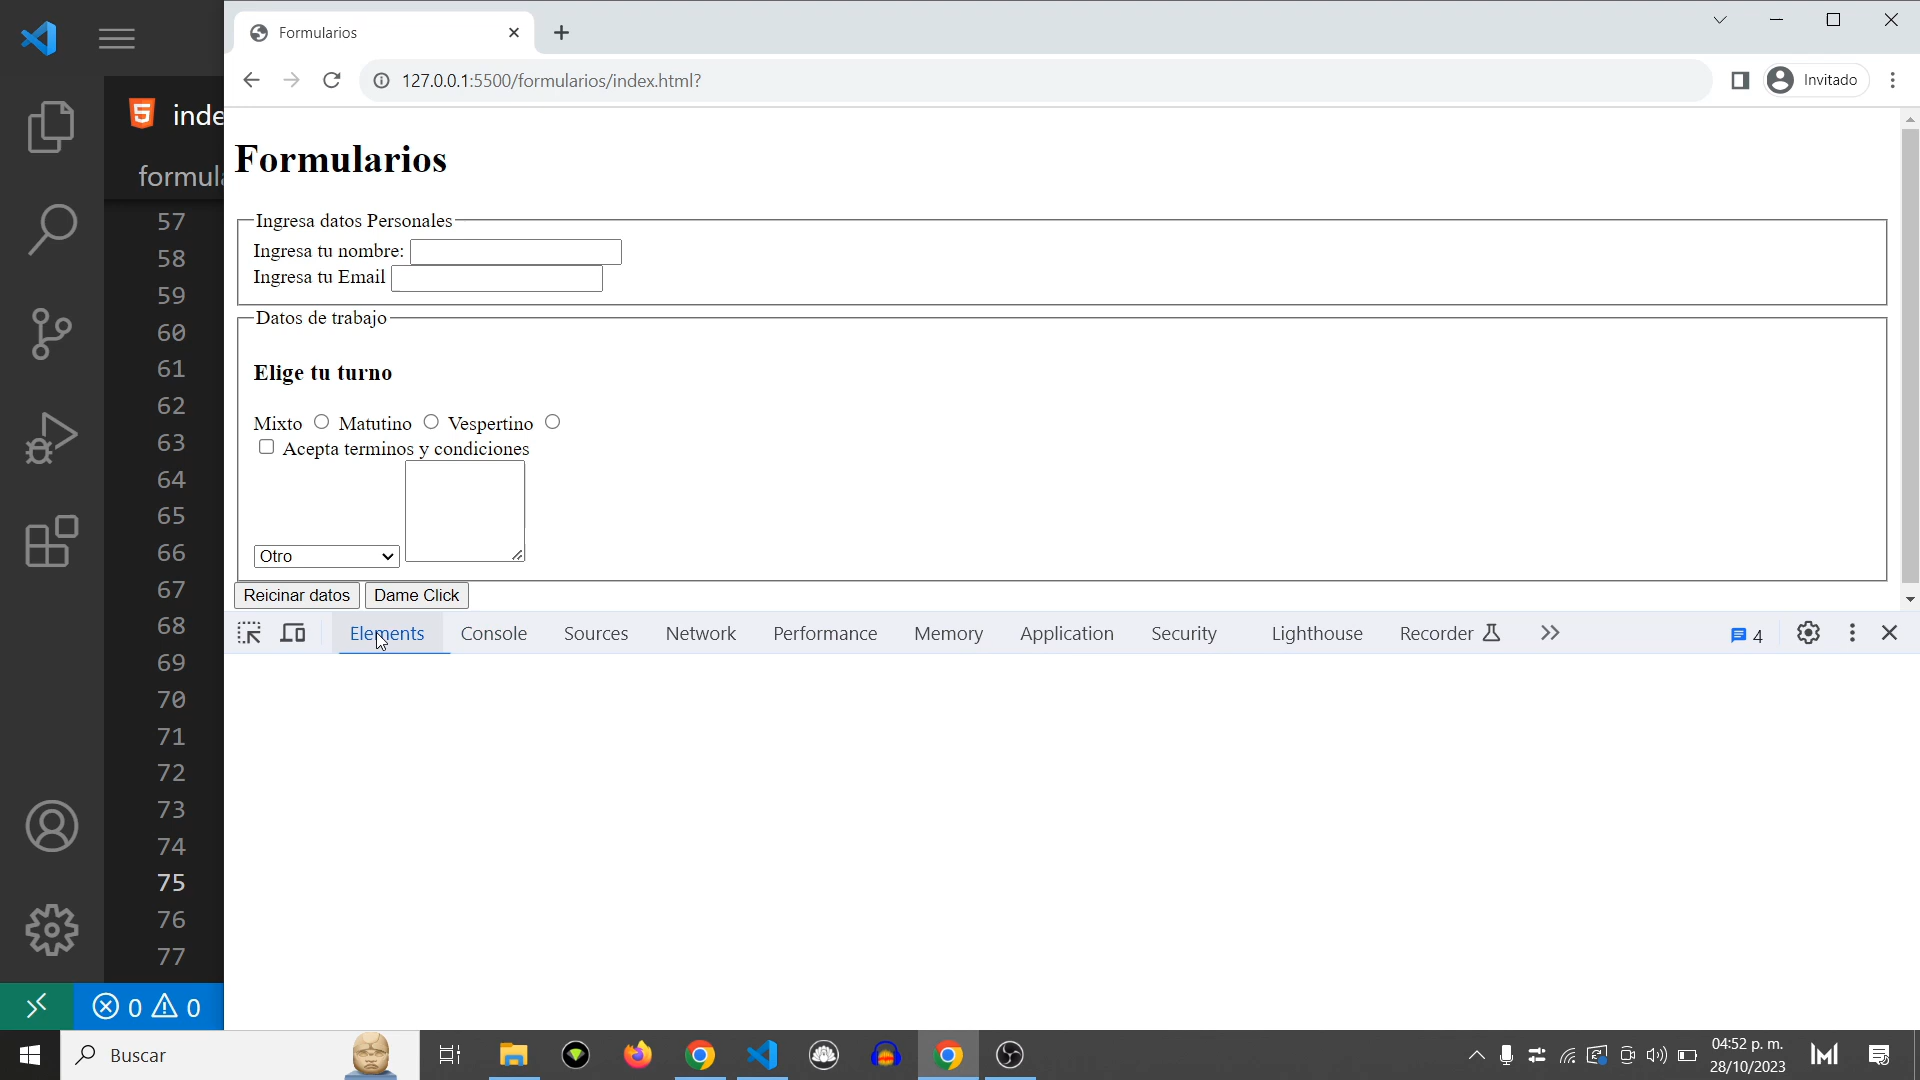 Formularios
127.0.0.1:5500/formularios/index.html?
Invitado
inde
formula
57
58
59
60
61
62
63
64
65
66
67
68
69
70
71
72
73
74
75
76
77
0 0
Formularios
Ingresa datos Personales
Ingresa tu nombre:
Ingresa tu Email
Datos de trabajo
Elige tu turno
Mixto Matutino Vespertino
Acepta terminos y condiciones
Otro
Reicinar datos Dame Click
Elements Console Sources Network Performance Memory Application Security Lighthouse Recorder 4
Buscar
04:52 p. m.
28/10/2023